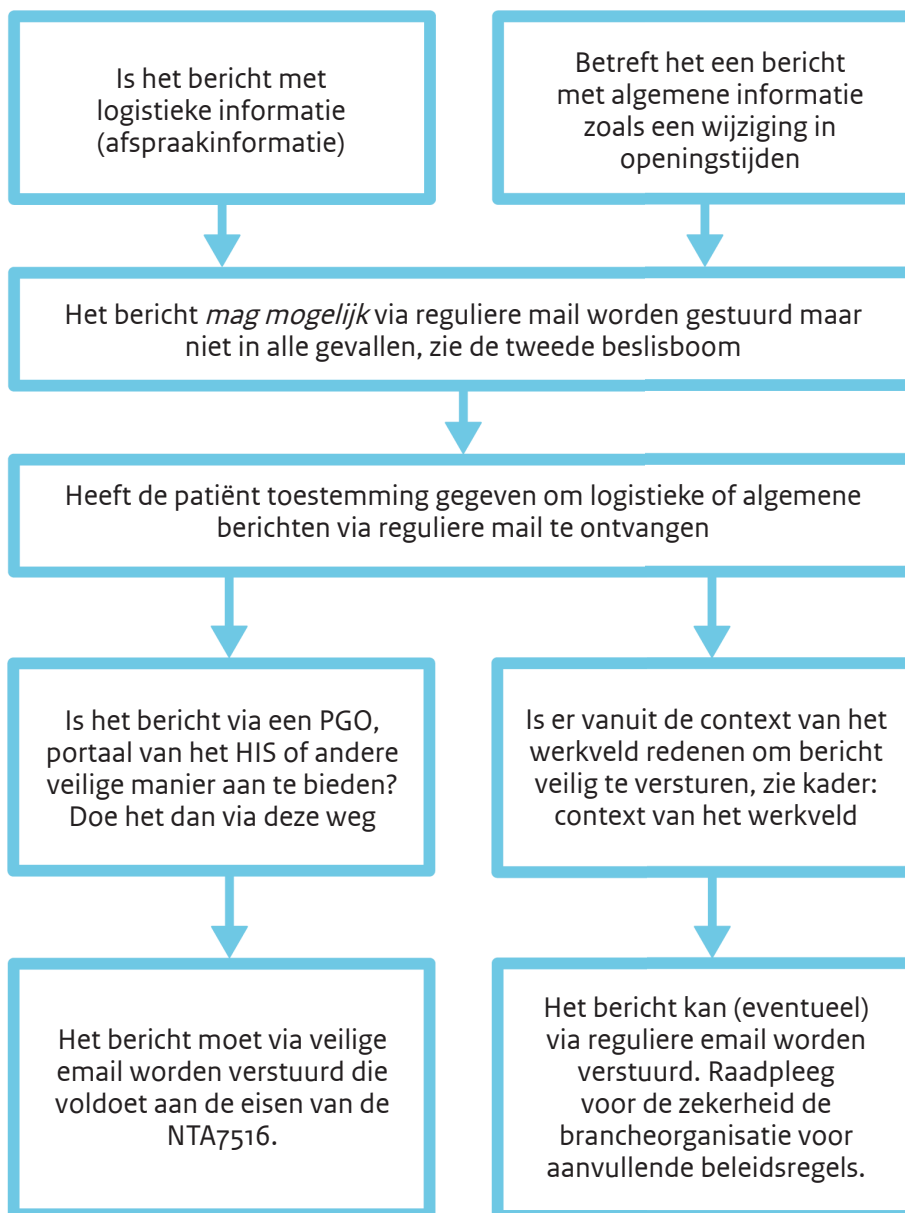 Is het bericht met
logistieke informatie
(afspraakinformatie)
Betreft het een bericht
met algemene informatie
zoals een wijziging in
openingstijden
Het bericht mag mogelijk via reguliere mail worden gestuurd maar
niet in alle gevallen, zie de tweede beslisboom
Heeft de patiënt toestemming gegeven om logistieke of algemene
berichten via reguliere mail te ontvangen
Is het bericht via een PGO,
portaal van het HIS of andere
veilige manier aan te bieden?
Doe het dan via deze weg
Is er vanuit de context van het
werkveld redenen om bericht
veilig te versturen, zie kader:
context van het werkveld
Het bericht moet via veilige
email worden verstuurd die
voldoet aan de eisen van de
NTA7516.
Het bericht kan (eventueel)
via reguliere email worden
verstuurd. Raadpleeg
voor de zekerheid de
brancheorganisatie voor
aanvullende beleidsregels.